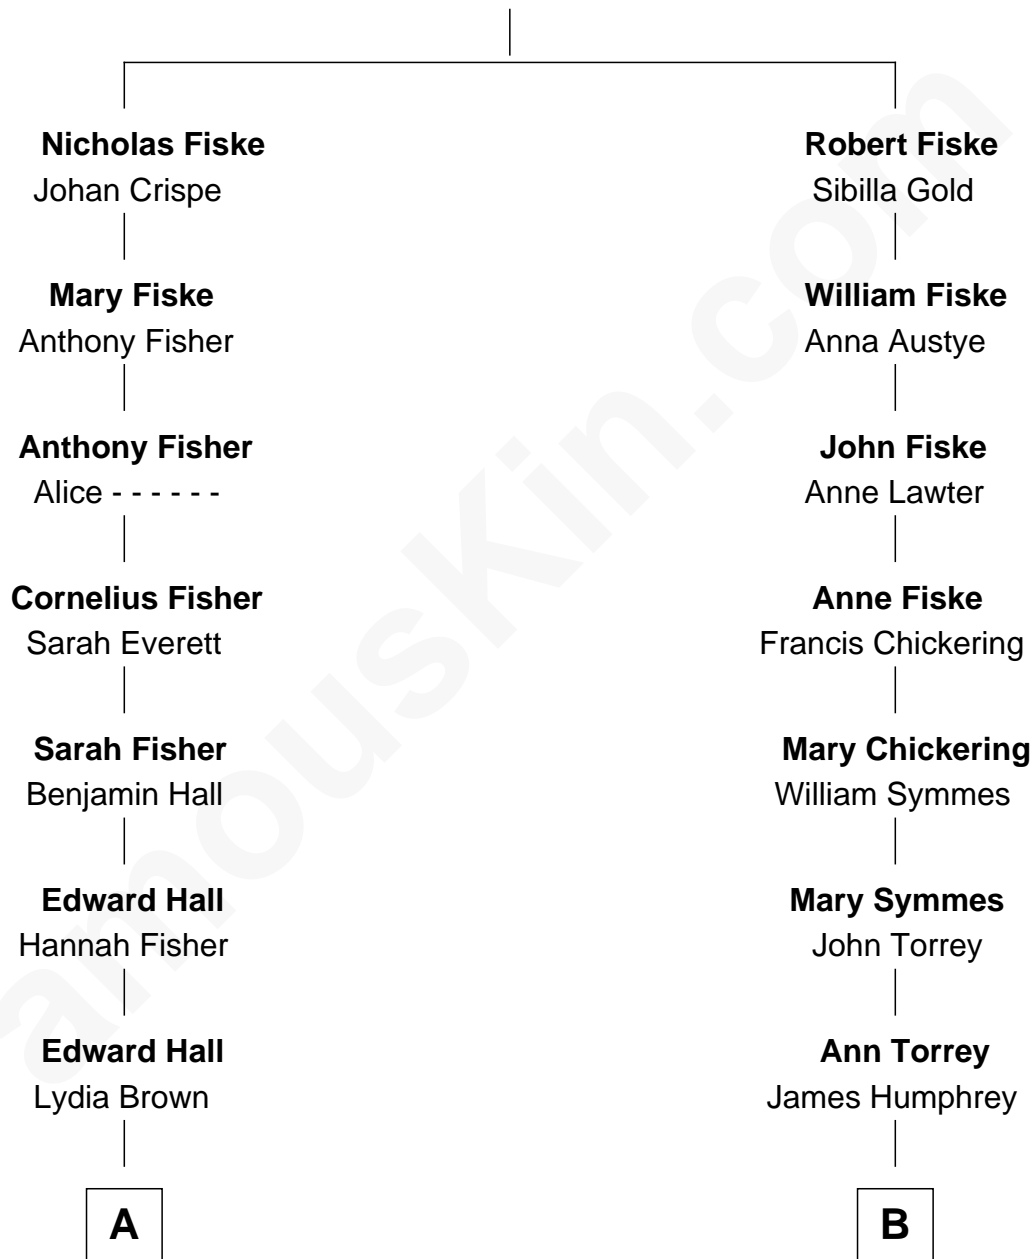 Nicholas Fiske
Johan Crispe
Mary Fiske
Anthony Fisher
Anthony Fisher
Alice - - - - - -
Cornelius Fisher
Sarah Everett
Sarah Fisher
Benjamin Hall
Edward Hall
Hannah Fisher
Edward Hall
Lydia Brown
A
Robert Fiske
Sibilla Gold
William Fiske
Anna Austye
John Fiske
Anne Lawter
Anne Fiske
Francis Chickering
Mary Chickering
William Symmes
Mary Symmes
John Torrey
Ann Torrey
James Humphrey
B
amouskin.com